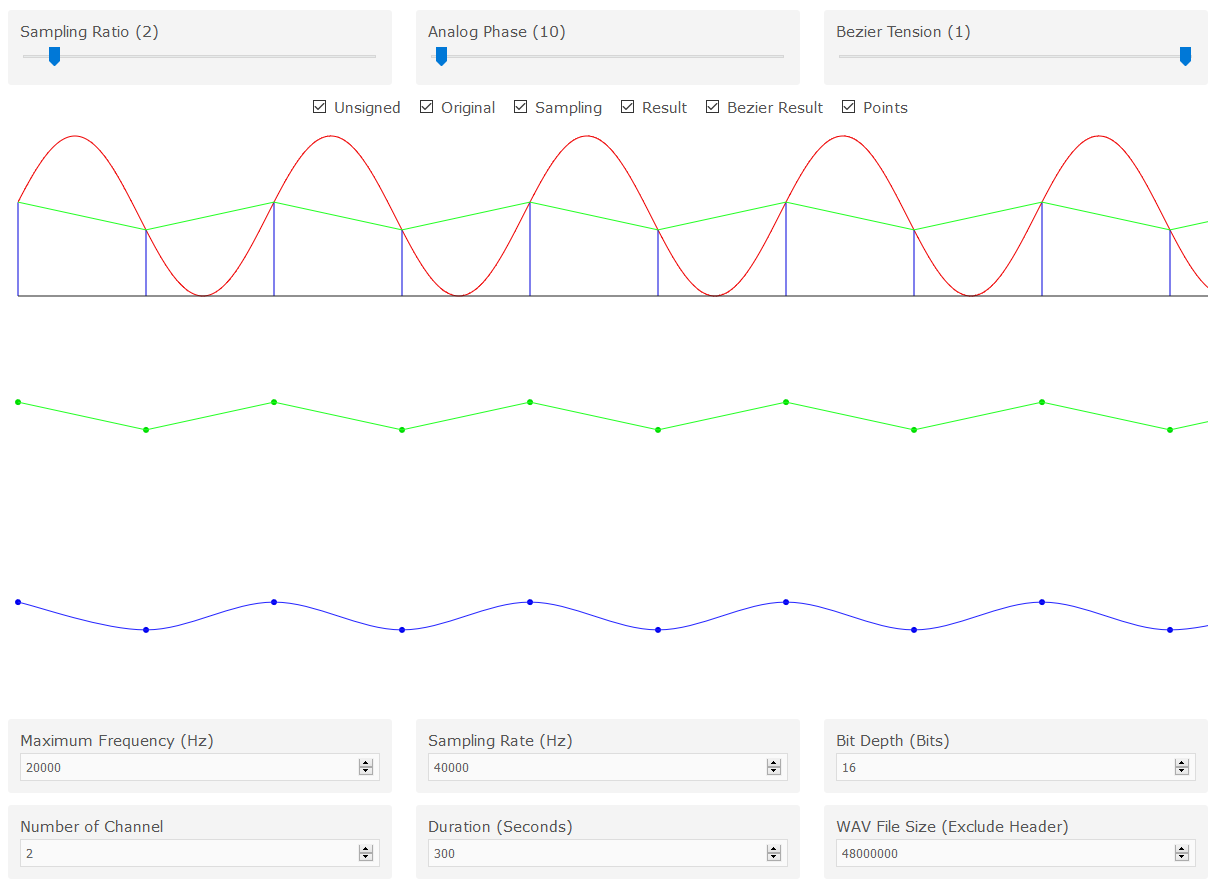 Sampling Ratio (2) Analog Phase (10) Bezier Tension (1)
Unsigned Original Sampling Result Bezier Result Points
Maximum Frequency (Hz) Sampling Rate (Hz) Bit Depth (Bits)
20000 40000 16
Number of Channel Duration (Seconds) WAV File Size (Exclude Header)
2 300 48000000